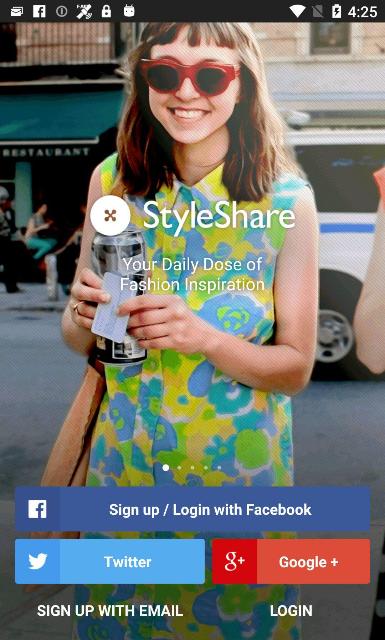 4:25
RESTAURANT
StyleShare
Your Daily Dose of
Fashion Inspiration
Sign up / Login with Facebook
Twitter
g+ Google +
SIGN UP WITH EMAIL LOGIN